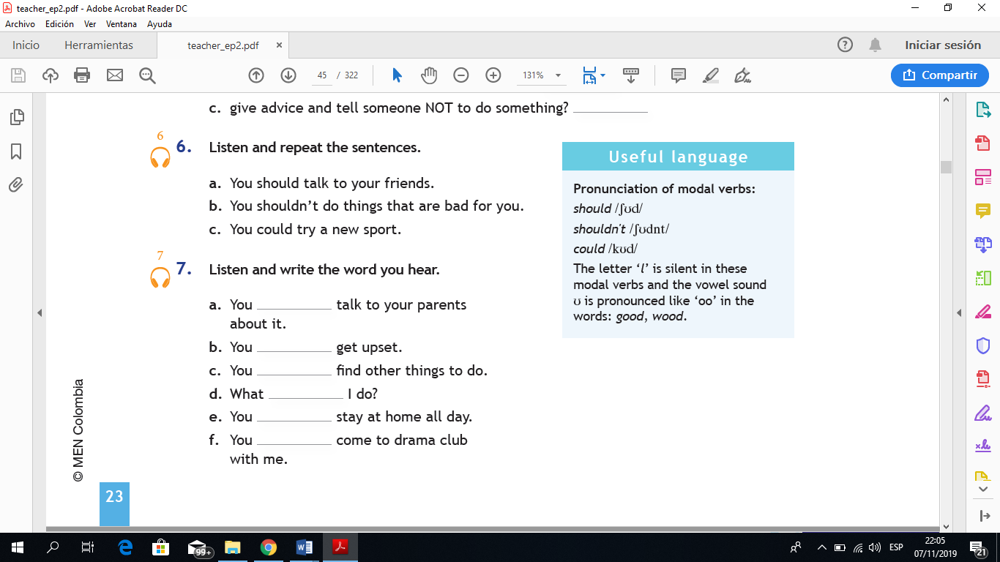 teacher_ep2.pdf - Adobe Acrobat Reader DC
Archivo Edición Ver Ventana Ayuda
Inicio Herramientas teacher_ep2.pdf × Iniciar sesión
45 / 322 131% Compartir
c. give advice and tell someone NOT to do something? __________
6
6. Listen and repeat the sentences.
a. You should talk to your friends.
b. You shouldn't do things that are bad for you.
c. You could try a new sport.
7
7. Listen and write the word you hear.
a. You __________ talk to your parents
about it.
b. You __________ get upset.
c. You __________ find other things to do.
d. What __________ I do?
e. You __________ stay at home all day.
f. You __________ come to drama club
with me.
Useful language
Pronunciation of modal verbs:
should /ʃʊd/
shouldn't /ʃʊdnt/
could /kʊd/
The letter ‘l’ is silent in these
modal verbs and the vowel sound
ʊ is pronounced like ‘oo’ in the
words: good, wood.
© MEN Colombia
23
99+
ESP
22:05
07/11/2019
21